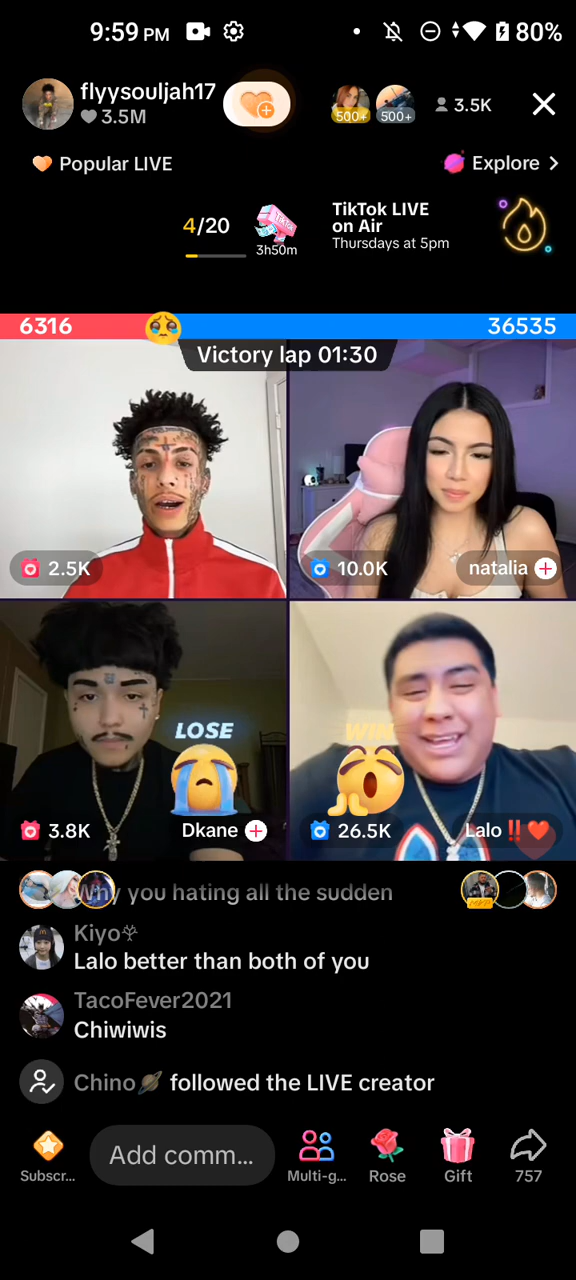 9:59 PM
80%
flyysouljah17
3.5M
500+
500+
3.5K
Popular LIVE
Explore >
4/20
TikTok
3h50m
TikTok LIVE
on Air
Thursdays at 5pm
6316
36535
Victory lap 01:30
2.5K
10.0K
natalia
LOSE
WIN
3.8K
Dkane
26.5K
Lalo ‼️❤️
Why you hating all the sudden
Kiyo
Lalo better than both of you
TacoFever2021
Chiwiwis
Chino🪐 followed the LIVE creator
Subscr...
Add comm...
Multi-g...
Rose
Gift
757